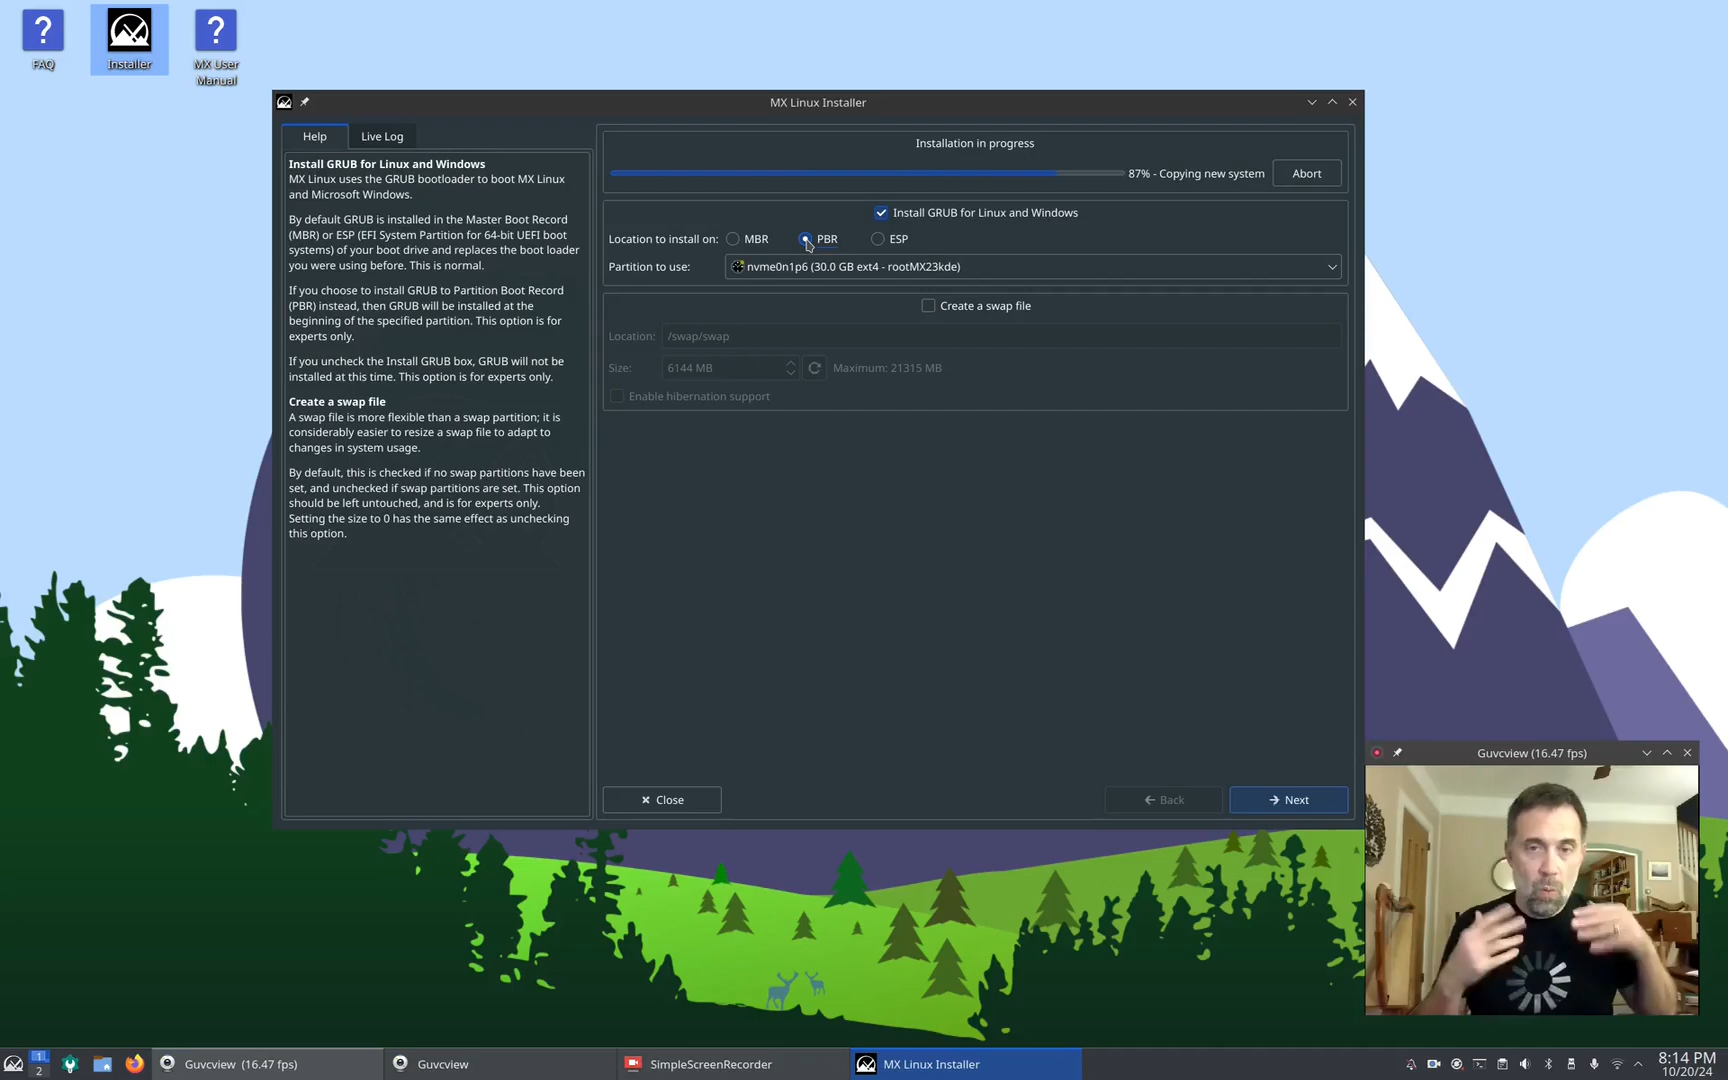 FAQ
Installer
MX User
Manual
MX Linux Installer
Help
Live Log
Install GRUB for Linux and Windows
MX Linux uses the GRUB bootloader to boot MX Linux
and Microsoft Windows.
By default GRUB is installed in the Master Boot Record
(MBR) or ESP (EFI System Partition for 64-bit UEFI boot
systems) of your boot drive and replaces the boot loader
you were using before. This is normal.
If you choose to install GRUB to Partition Boot Record
(PBR) instead, then GRUB will be installed at the
beginning of the specified partition. This option is for
experts only.
If you uncheck the Install GRUB box, GRUB will not be
installed at this time. This option is for experts only.
Create a swap file
A swap file is more flexible than a swap partition; it is
considerably easier to resize a swap file to adapt to
changes in system usage.
By default, this is checked if no swap partitions have been
set, and unchecked if swap partitions are set. This option
should be left untouched, and is for experts only.
Setting the size to 0 has the same effect as unchecking
this option.
Installation in progress
87% - Copying new system
Abort
Install GRUB for Linux and Windows
Location to install on: MBR PBR ESP
Partition to use: nvme0n1p6 (30.0 GB ext4 - rootMX23kde)
Create a swap file
Location: /swap/swap
Size: 6144 MB Maximum: 21315 MB
Enable hibernation support
Close
Back
Next
Guvcview (16.47 fps)
1
2
Guvcview (16.47 fps)
Guvcview
SimpleScreenRecorder
MX Linux Installer
8:14 PM
10/20/24